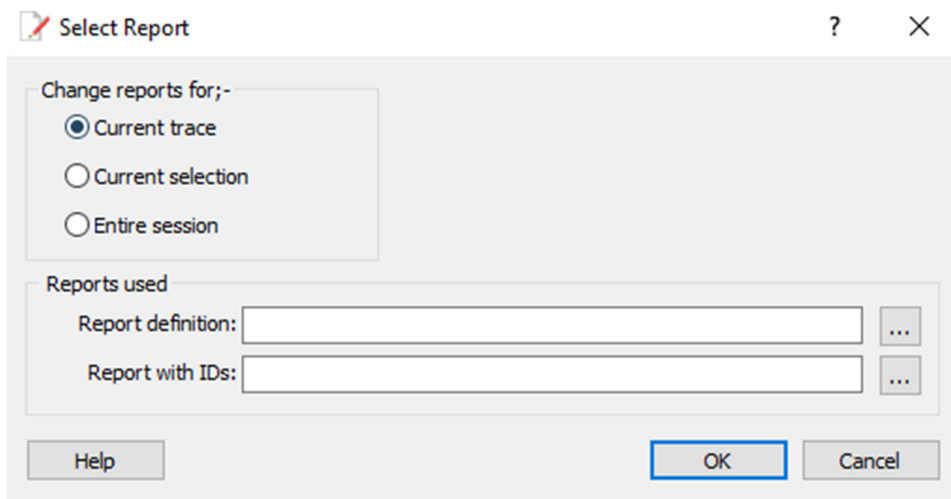 Select Report ?
Change reports for;-
Current trace
Current selection
Entire session
Reports used
Report definition: ...
Report with IDs: ...
Help OK Cancel